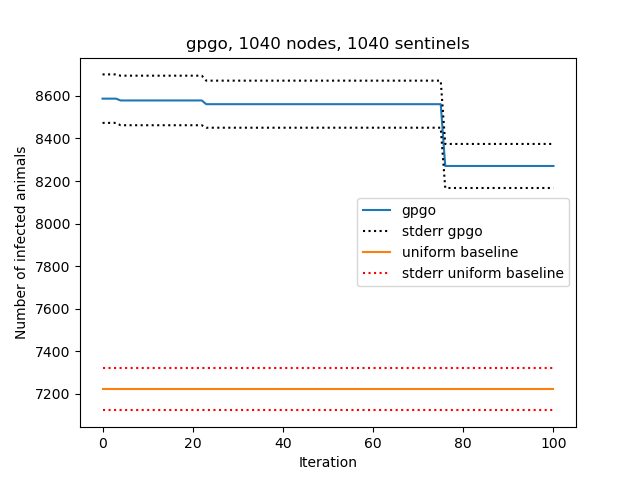 gpgo, 1040 nodes, 1040 sentinels
Number of infected animals
8600
8400
8200
8000
7800
7600
7400
7200
gpgo
stderr gpgo
uniform baseline
stderr uniform baseline
0 20 40 60 80 100
Iteration